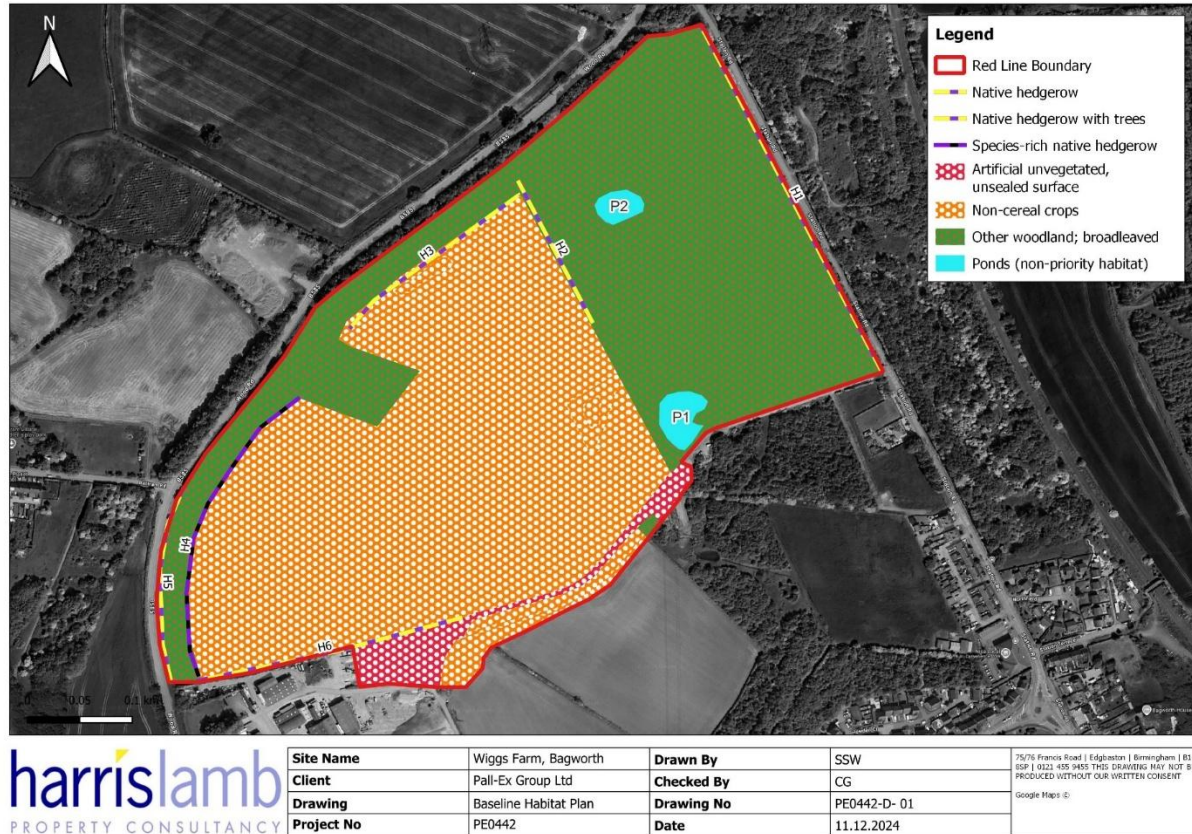 N
Legend
Red Line Boundary
Native hedgerow
Native hedgerow with trees
Species-rich native hedgerow
Artificial unvegetated,
unsealed surface
Non-cereal crops
Other woodland; broadleaved
Ponds (non-priority habitat)
P2
H1
H3
H2
P1
H4
H5
H6
0 0.05 0.1 km
harrislamb
PROPERTY CONSULTANCY
Site Name Wiggs Farm, Bagworth Drawn By SSW
Client Pall-Ex Group Ltd Checked By CG
Drawing Baseline Habitat Plan Drawing No PE0442-D- 01
Project No PE0442 Date 11.12.2024
75/76 Francis Road | Edgbaston | Birmingham | B1
8SP | 0121 455 9455 THIS DRAWING MAY NOT B
PRODUCED WITHOUT OUR WRITTEN CONSENT
Google Maps ©